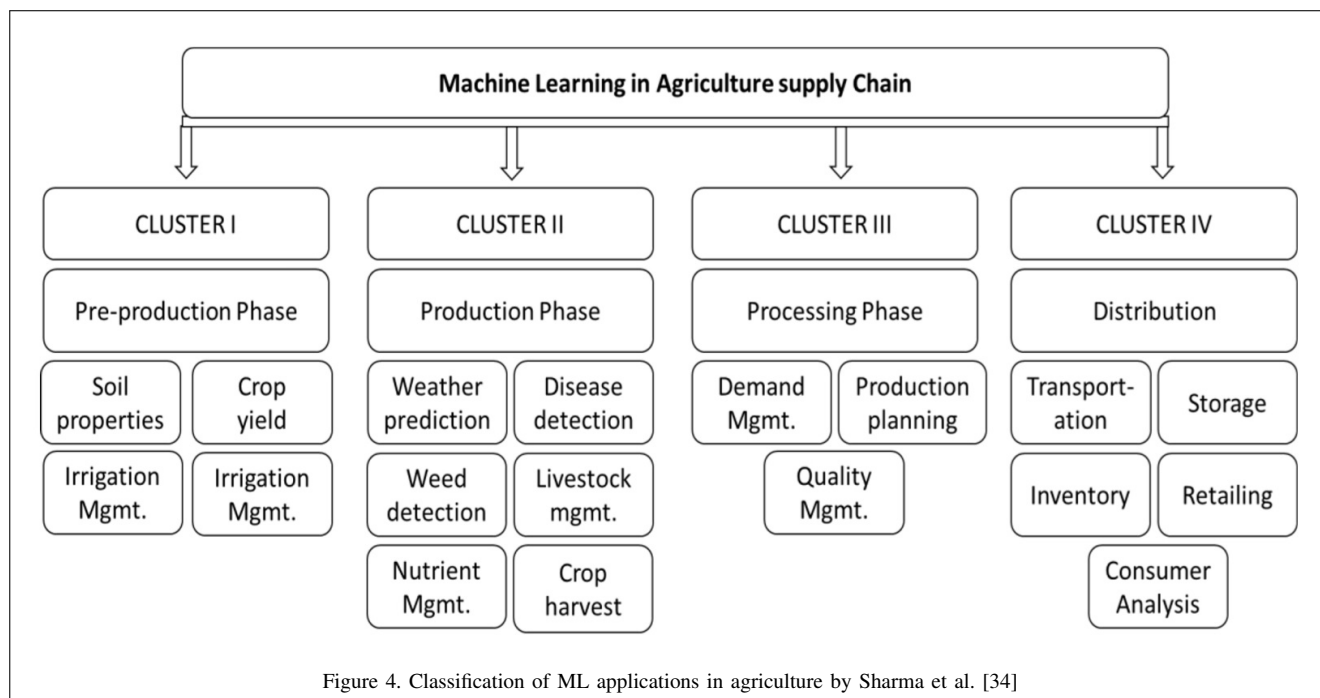 Machine Learning in Agriculture supply Chain
CLUSTER I
Pre-production Phase
Soil
properties
Crop
yield
Irrigation
Mgmt.
Irrigation
Mgmt.
CLUSTER II
Production Phase
Weather
prediction
Disease
detection
Weed
detection
Livestock
mgmt.
Nutrient
Mgmt.
Crop
harvest
CLUSTER III
Processing Phase
Demand
Mgmt.
Production
planning
Quality
Mgmt.
CLUSTER IV
Distribution
Transport-
ation
Storage
Inventory
Retailing
Consumer
Analysis
Figure 4. Classification of ML applications in agriculture by Sharma et al. [34]